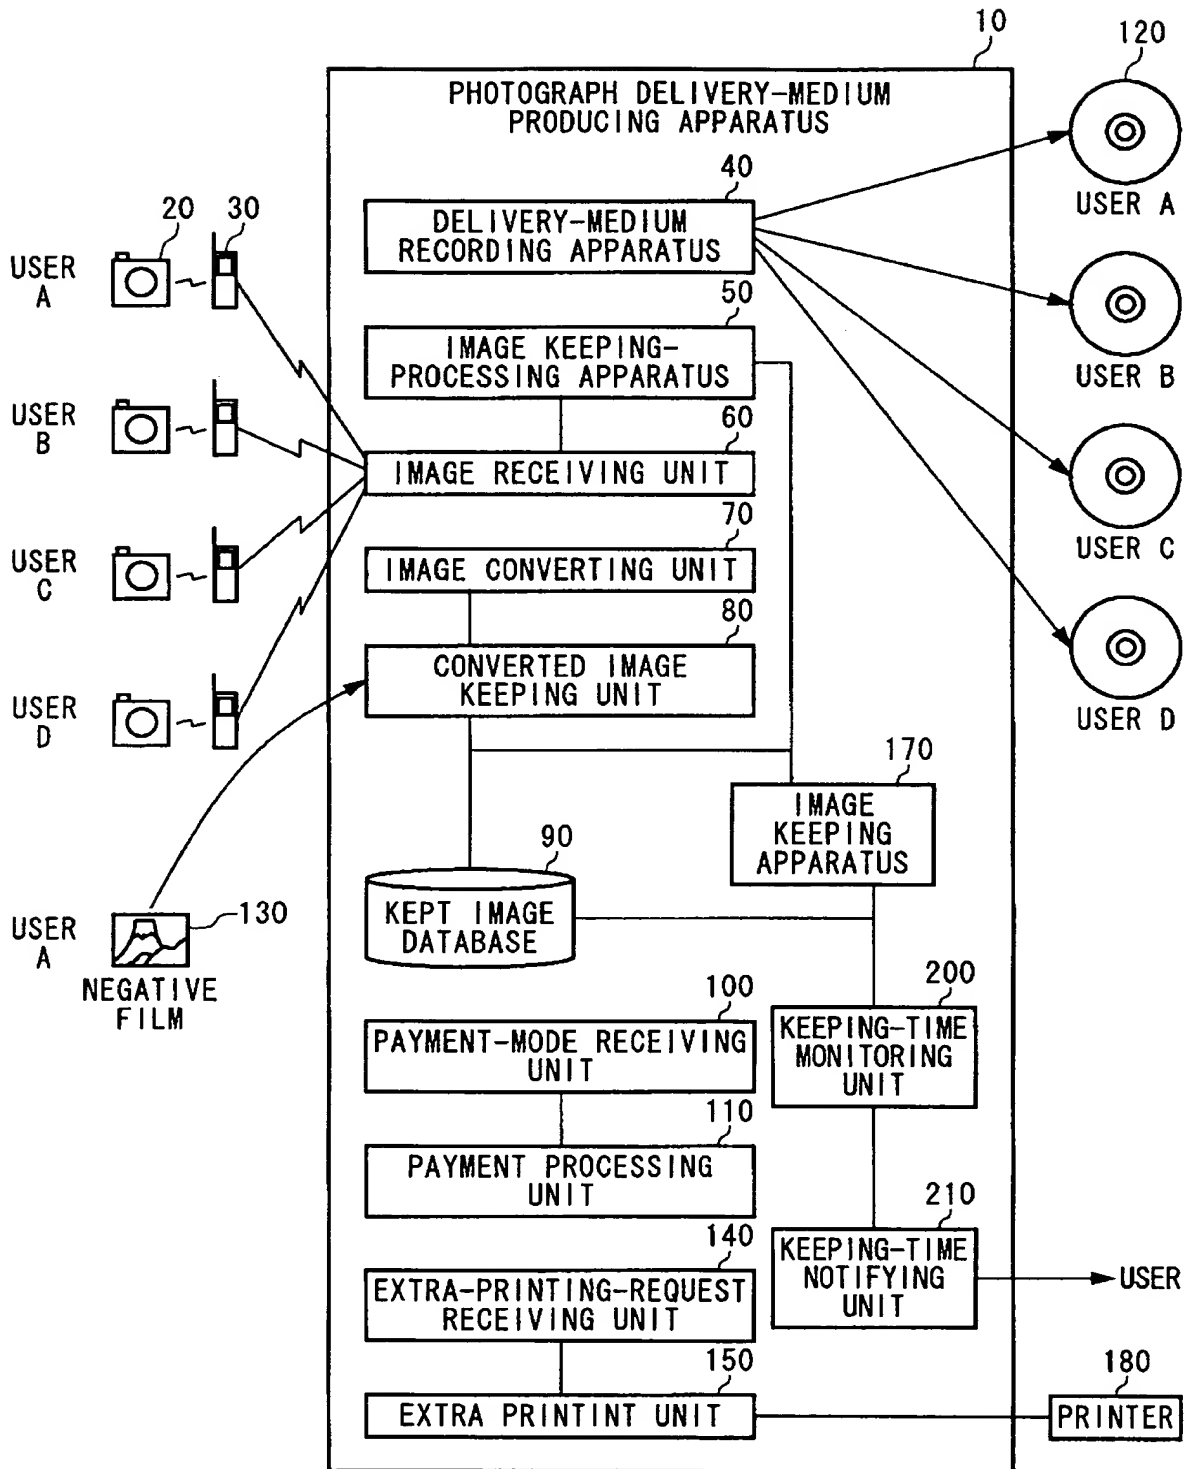 10
120
PHOTOGRAPH DELIVERY-MEDIUM
PRODUCING APPARATUS
40
DELIVERY-MEDIUM
RECORDING APPARATUS
USER A
20
30
USER
A
50
IMAGE KEEPING-
PROCESSING APPARATUS
USER B
USER
B
60
IMAGE RECEIVING UNIT
70
IMAGE CONVERTING UNIT
USER C
USER
C
80
CONVERTED IMAGE
KEEPING UNIT
USER
D
USER D
170
IMAGE
KEEPING
APPARATUS
90
KEPT IMAGE
DATABASE
USER
A
130
NEGATIVE
FILM
100
PAYMENT-MODE RECEIVING
UNIT
200
KEEPING-TIME
MONITORING
UNIT
110
PAYMENT PROCESSING
UNIT
210
KEEPING-TIME
NOTIFYING
UNIT
USER
140
EXTRA-PRINTING-REQUEST
RECEIVING UNIT
150
EXTRA PRINTINT UNIT
180
PRINTER